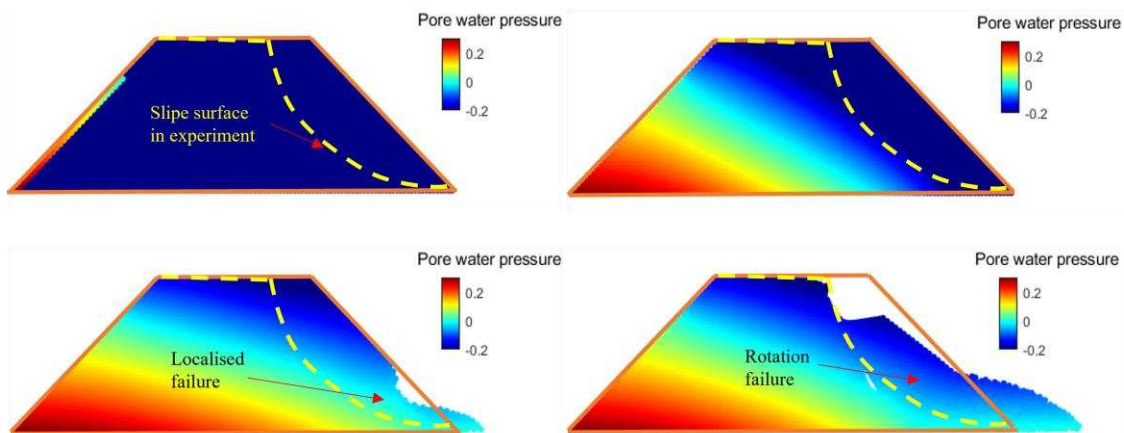 Pore water pressure
0.2
0
-0.2
Slipe surface
in experiment
Pore water pressure
0.2
0
-0.2
Pore water pressure
0.2
0
-0.2
Localised
failure
Pore water pressure
0.2
0
-0.2
Rotation
failure